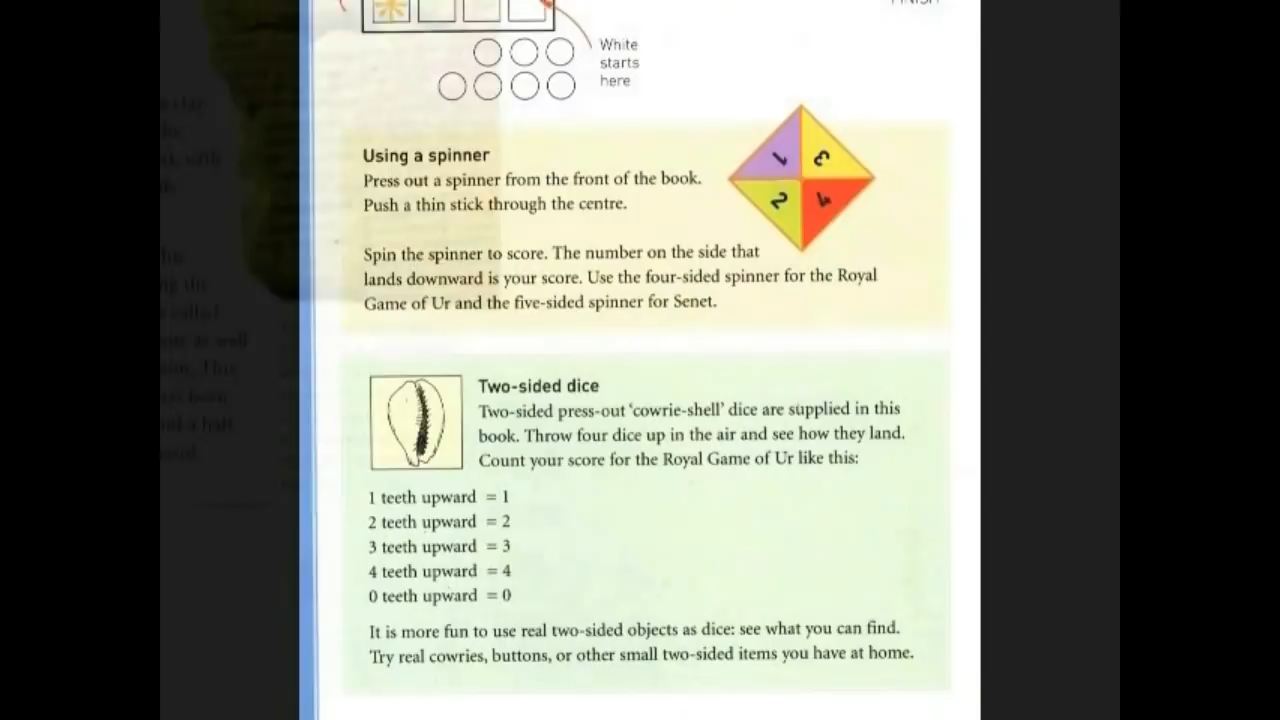 White
starts
here
Using a spinner
Press out a spinner from the front of the book.
Push a thin stick through the centre.
1
3
2
4
Spin the spinner to score. The number on the side that
lands downward is your score. Use the four-sided spinner for the Royal
Game of Ur and the five-sided spinner for Senet.
Two-sided dice
Two-sided press-out ‘cowrie-shell’ dice are supplied in this
book. Throw four dice up in the air and see how they land.
Count your score for the Royal Game of Ur like this:
1 teeth upward = 1
2 teeth upward = 2
3 teeth upward = 3
4 teeth upward = 4
0 teeth upward = 0
It is more fun to use real two-sided objects as dice: see what you can find.
Try real cowries, buttons, or other small two-sided items you have at home.